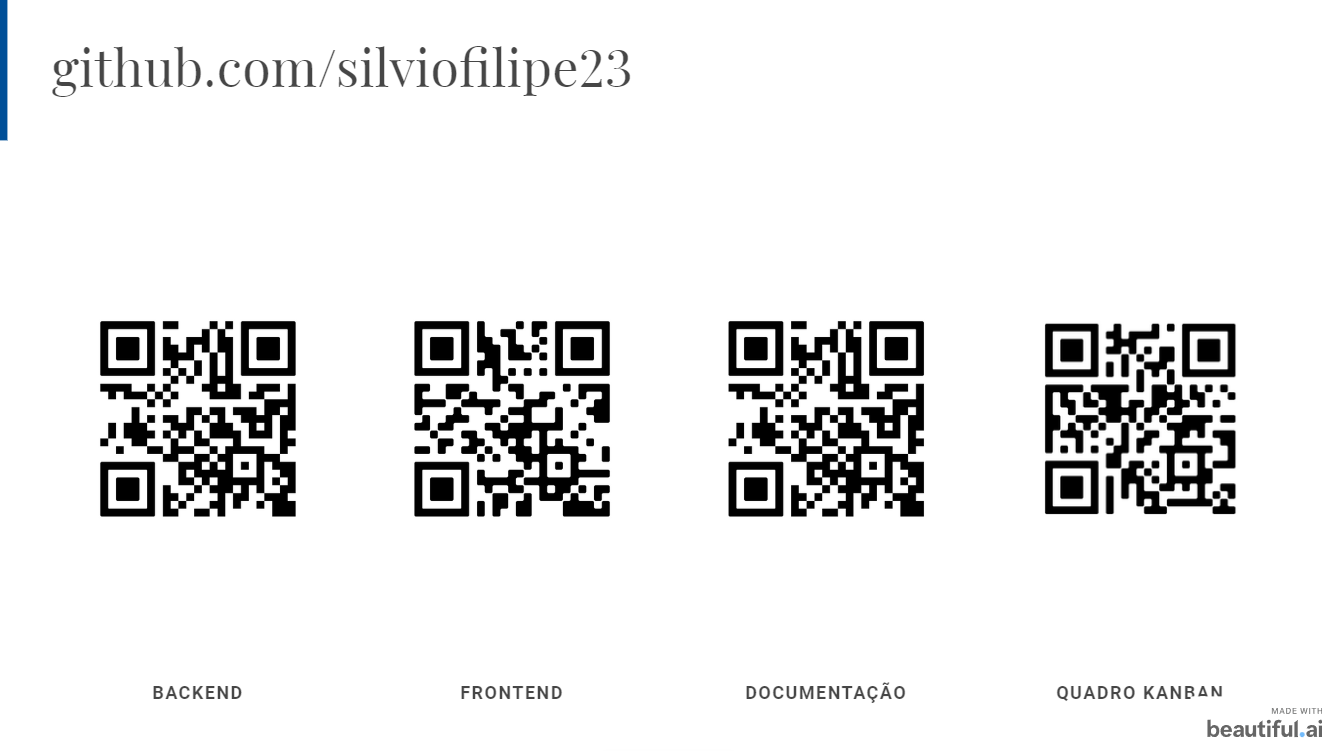 github.com/silviofilipe23
BACKEND
FRONTEND
DOCUMENTAÇÃO
QUADRO KANBAN
MADE WITH
beautiful.ai